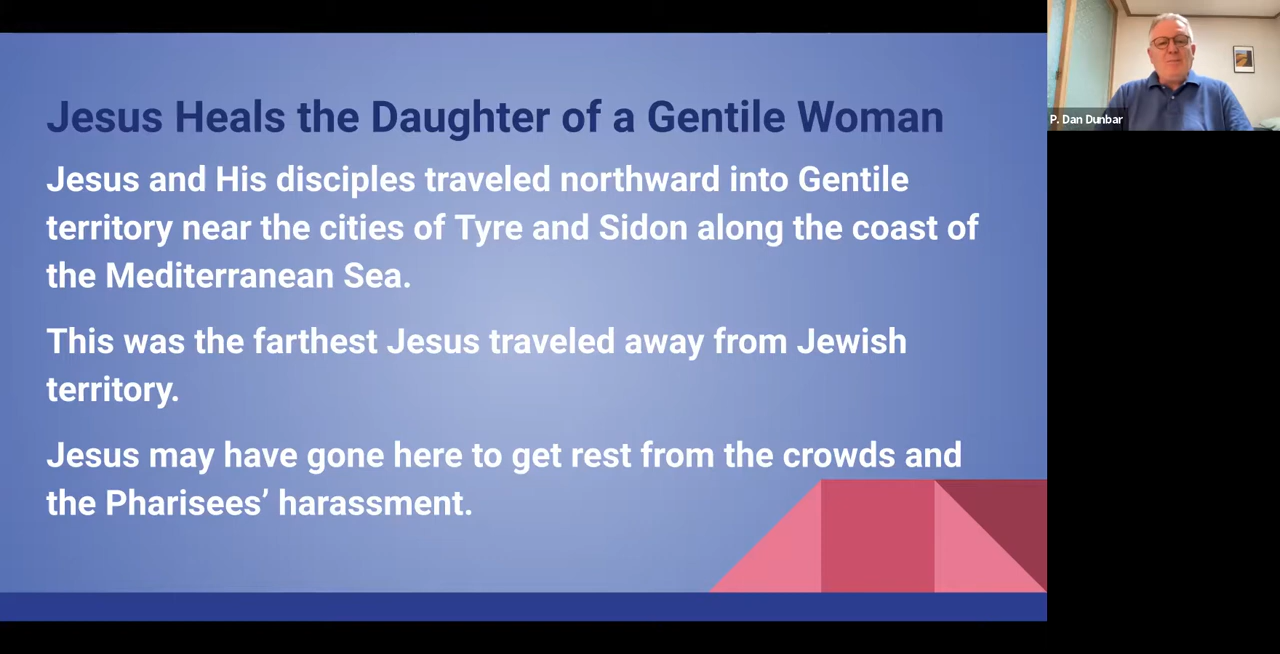 Jesus Heals the Daughter of a Gentile Woman
Jesus and His disciples traveled northward into Gentile
territory near the cities of Tyre and Sidon along the coast of
the Mediterranean Sea.
This was the farthest Jesus traveled away from Jewish
territory.
Jesus may have gone here to get rest from the crowds and
the Pharisees’ harassment.
P. Dan Dunbar